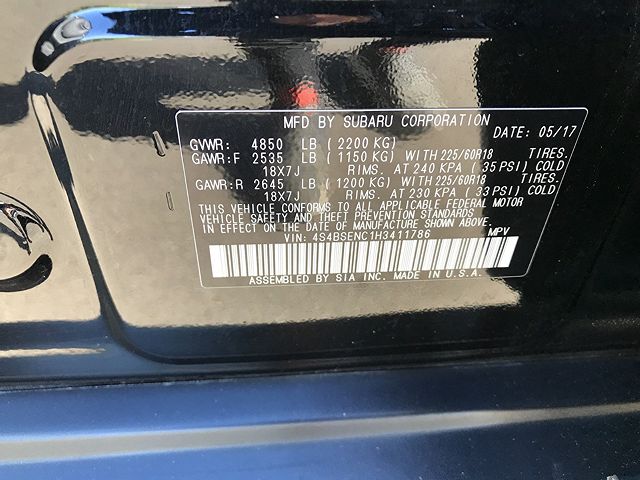 MFD BY SUBARU CORPORATION DATE: 05/17
GVWR: 4850 LB (2200 KG)
GAWR:F 2535 LB (1150 KG) WITH 225/60R18 TIRES.
18X7J RIMS. AT 240 KPA (35 PSI) COLD
GAWR:R 2645 LB (1200 KG) WITH 225/60R18 TIRES.
18X7J RIMS. AT 230 KPA (33 PSI) COLD
THIS VEHICLE CONFORMS TO ALL APPLICABLE FEDERAL MOTOR
VEHICLE SAFETY AND THEFT PREVENTION STANDARDS
IN EFFECT ON THE DATE OF MANUFACTURE SHOWN ABOVE.
VIN: 4S4BSENC1H3411786 MPV
ASSEMBLED BY SIA INC. MADE IN U.S.A.